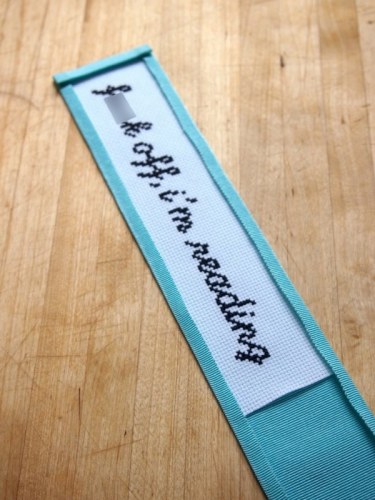 f k off, i'm reading